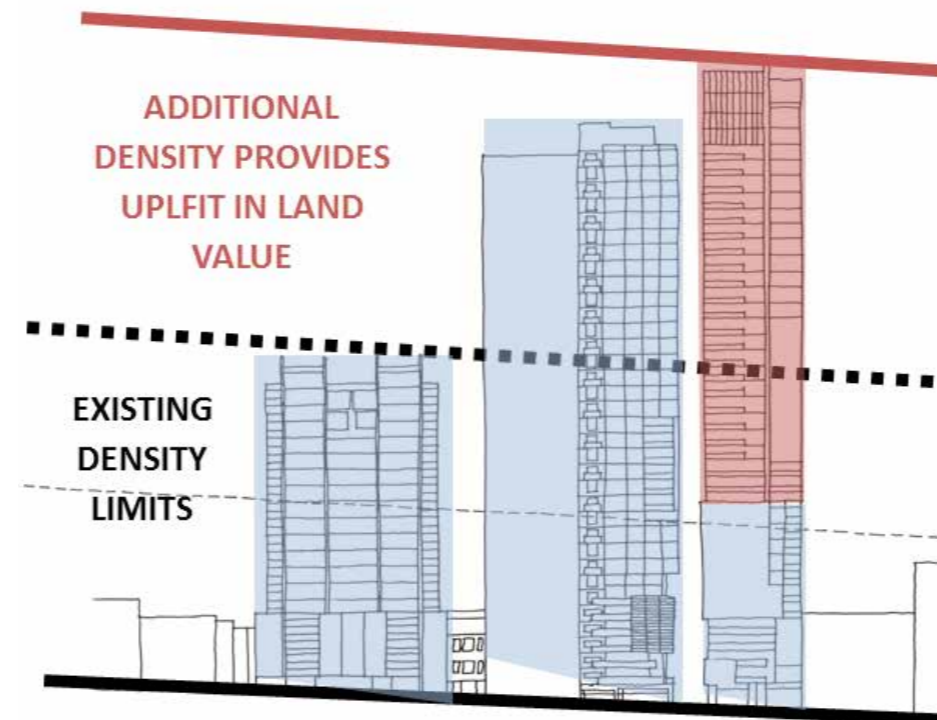 ADDITIONAL
DENSITY PROVIDES
UPLFIT IN LAND
VALUE
EXISTING
DENSITY
LIMITS